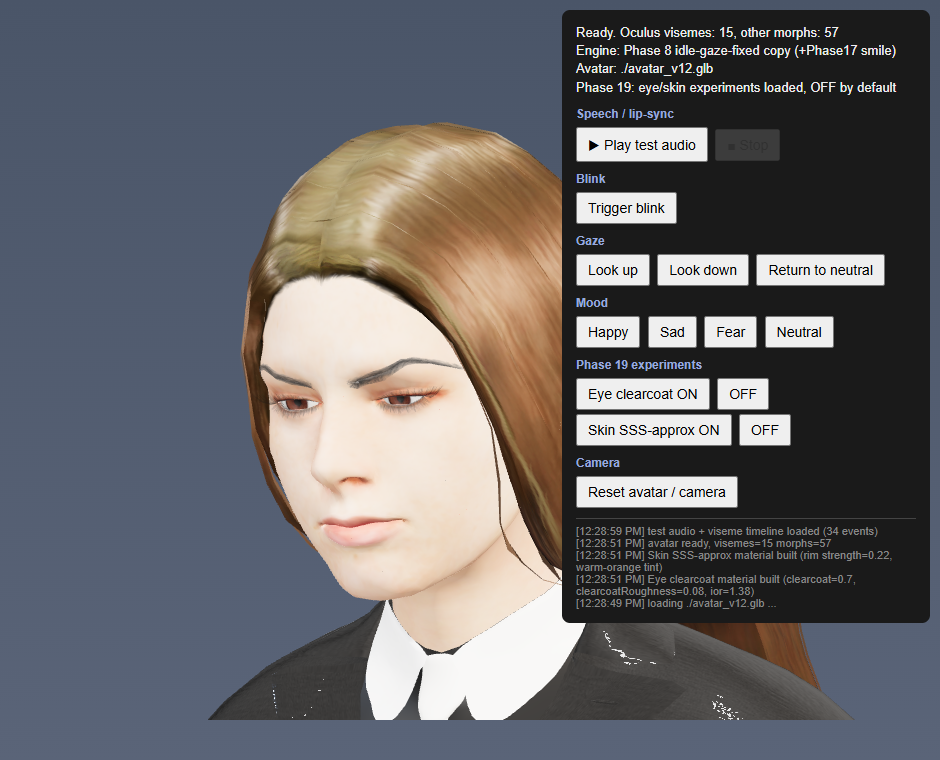 Ready. Oculus visemes: 15, other morphs: 57
Engine: Phase 8 idle-gaze-fixed copy (+Phase17 smile)
Avatar: ./avatar_v12.glb
Phase 19: eye/skin experiments loaded, OFF by default
Speech / lip-sync
▶ Play test audio
■ Stop
Blink
Trigger blink
Gaze
Look up
Look down
Return to neutral
Mood
Happy
Sad
Fear
Neutral
Phase 19 experiments
Eye clearcoat ON
OFF
Skin SSS-approx ON
OFF
Camera
Reset avatar / camera
[12:28:59 PM] test audio + viseme timeline loaded (34 events)
[12:28:51 PM] avatar ready, visemes=15 morphs=57
[12:28:51 PM] Skin SSS-approx material built (rim strength=0.22,
warm-orange tint)
[12:28:51 PM] Eye clearcoat material built (clearcoat=0.7,
clearcoatRoughness=0.08, ior=1.38)
[12:28:49 PM] loading ./avatar_v12.glb ...